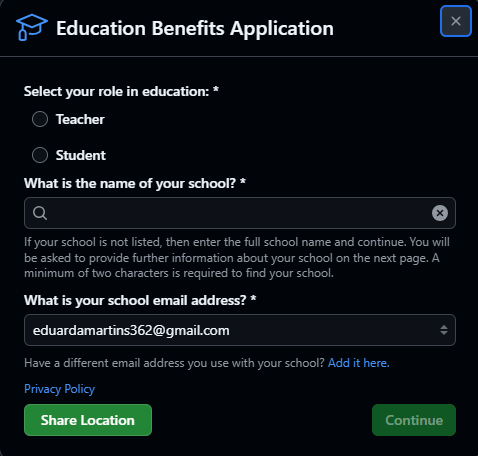 Education Benefits Application
Select your role in education: *
Teacher
Student
What is the name of your school? *
If your school is not listed, then enter the full school name and continue. You will
be asked to provide further information about your school on the next page. A
minimum of two characters is required to find your school.
What is your school email address? *
eduardamartins362@gmail.com
Have a different email address you use with your school? Add it here.
Privacy Policy
Share Location
Continue